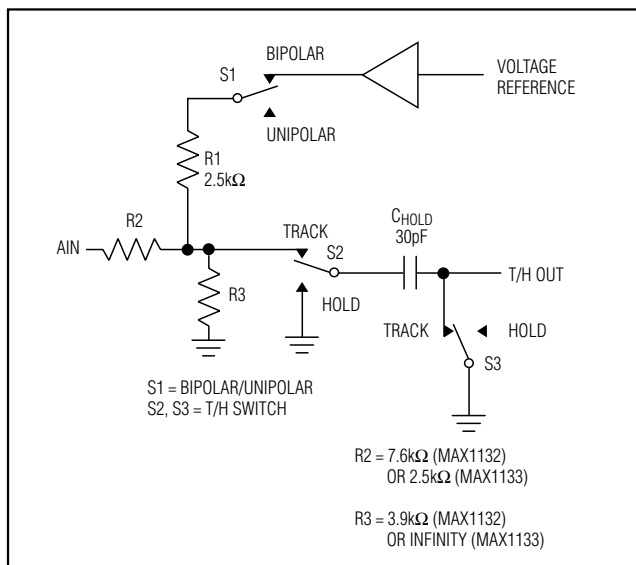 BIPOLAR
S1
VOLTAGE
REFERENCE
UNIPOLAR
R1
2.5kΩ
R2
TRACK
CHOLD
30pF
AIN
S2
T/H OUT
R3
HOLD
TRACK
HOLD
S3
S1 = BIPOLAR/UNIPOLAR
S2, S3 = T/H SWITCH
R2 = 7.6kΩ (MAX1132)
OR 2.5kΩ (MAX1133)
R3 = 3.9kΩ (MAX1132)
OR INFINITY (MAX1133)